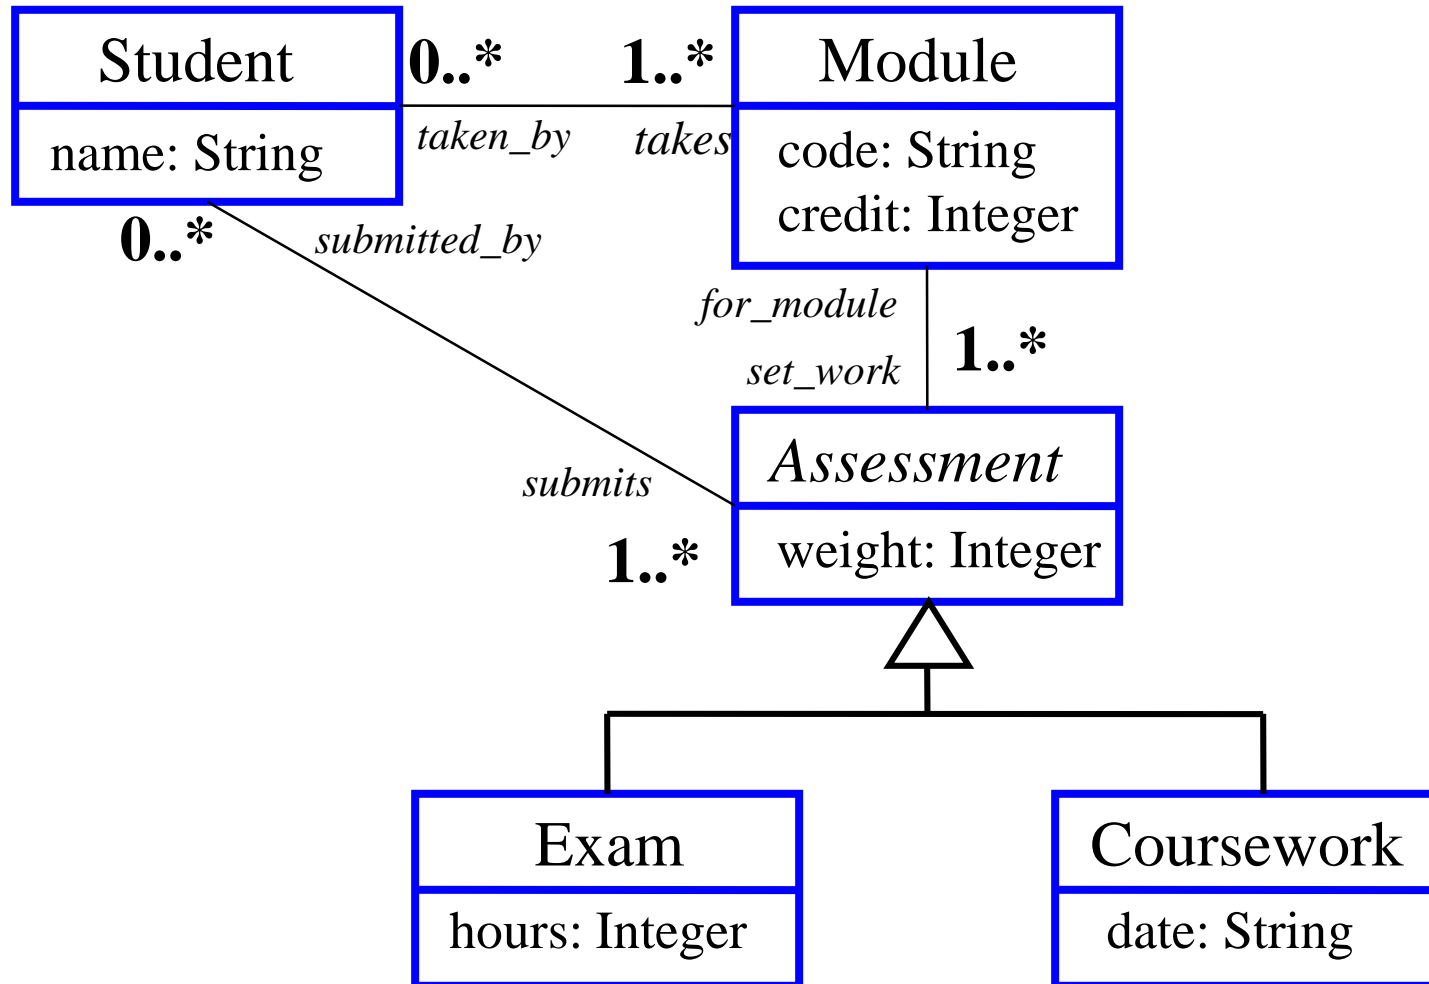 Student
0..*
1..*
Module
taken_by
takes
name: String
code: String
credit: Integer
0..*
submitted_by
for_module
1..*
set_work
Assessment
submits
1..*
weight: Integer
Exam
Coursework
hours: Integer
date: String